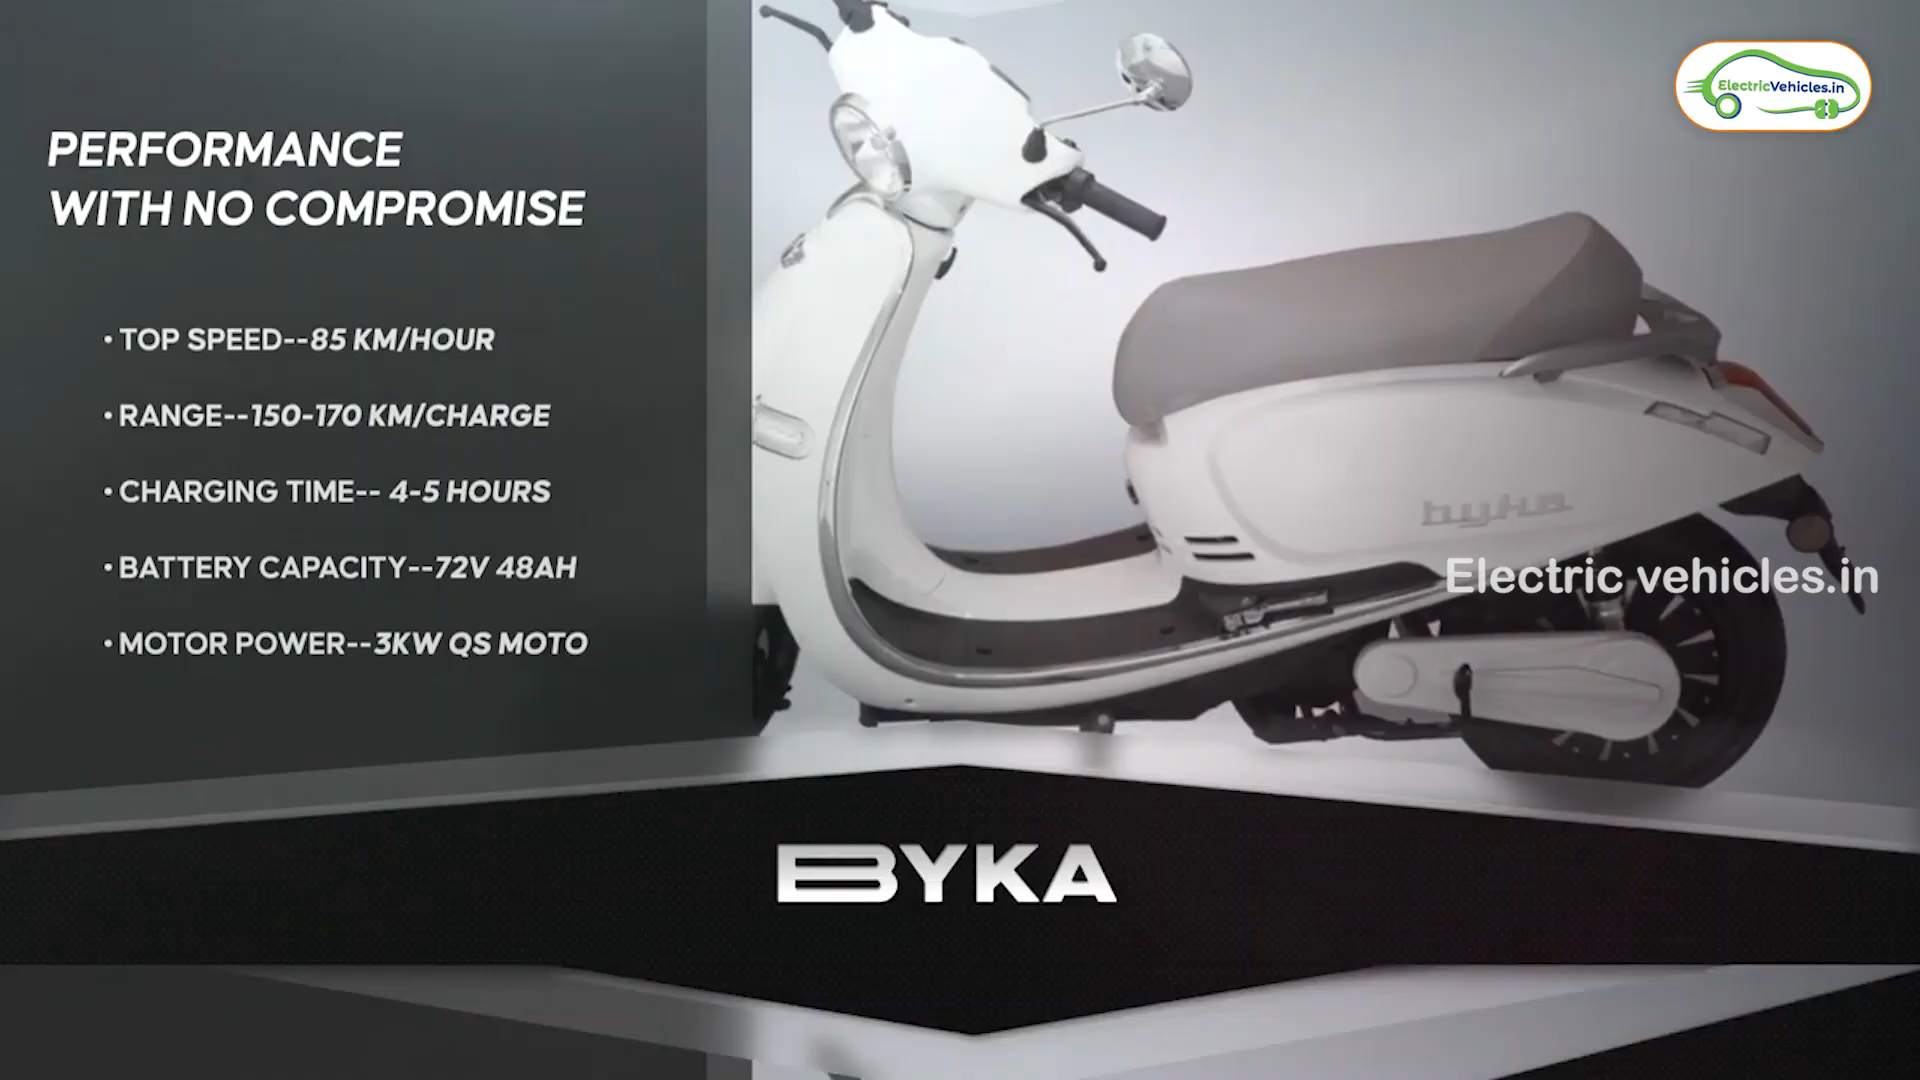 PERFORMANCE
WITH NO COMPROMISE
• TOP SPEED--85 KM/HOUR
• RANGE--150-170 KM/CHARGE
• CHARGING TIME-- 4-5 HOURS
• BATTERY CAPACITY--72V 48AH
• MOTOR POWER--3KW QS MOTO
ElectricVehicles.in
byka
Electric vehicles.in
BYKA